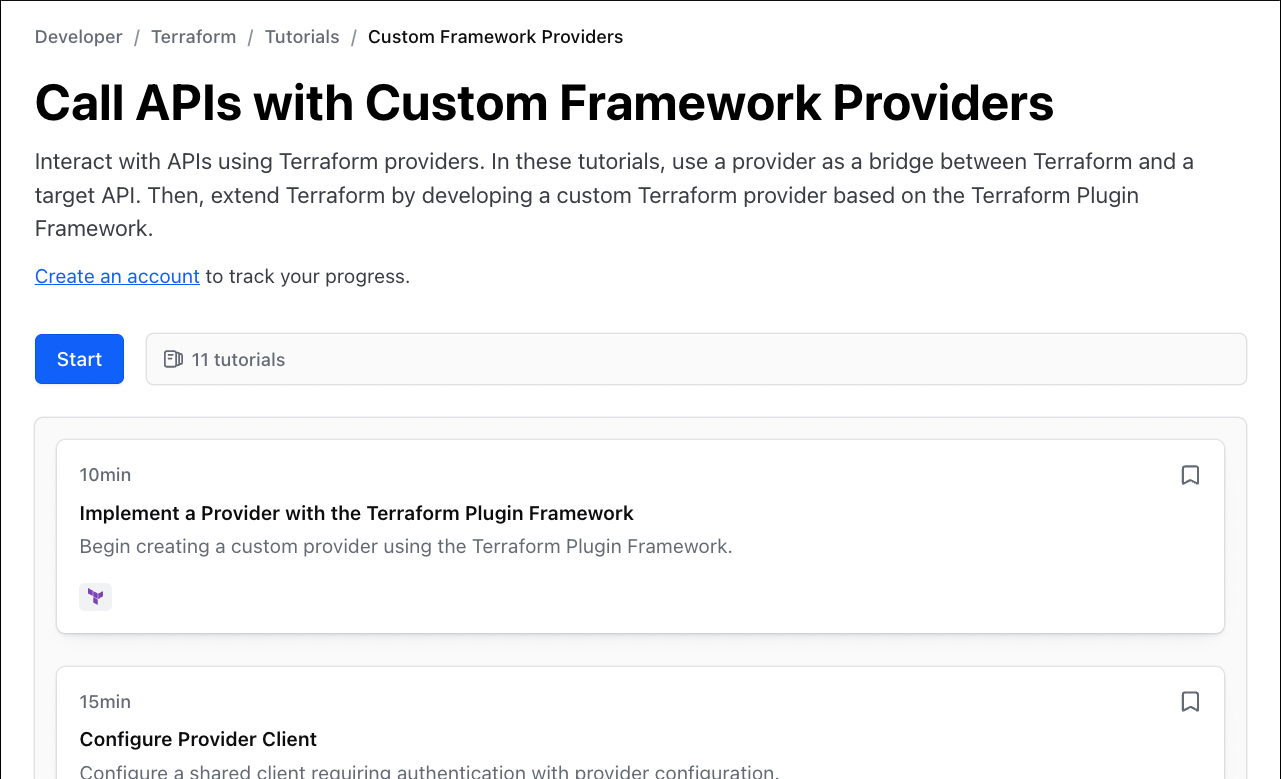 Developer / Terraform / Tutorials / Custom Framework Providers
Call APIs with Custom Framework Providers
Interact with APIs using Terraform providers. In these tutorials, use a provider as a bridge between Terraform and a
target API. Then, extend Terraform by developing a custom Terraform provider based on the Terraform Plugin
Framework.
Create an account to track your progress.
Start
11 tutorials
10min
Implement a Provider with the Terraform Plugin Framework
Begin creating a custom provider using the Terraform Plugin Framework.
15min
Configure Provider Client
Configure a shared client requiring authentication with provider configuration.